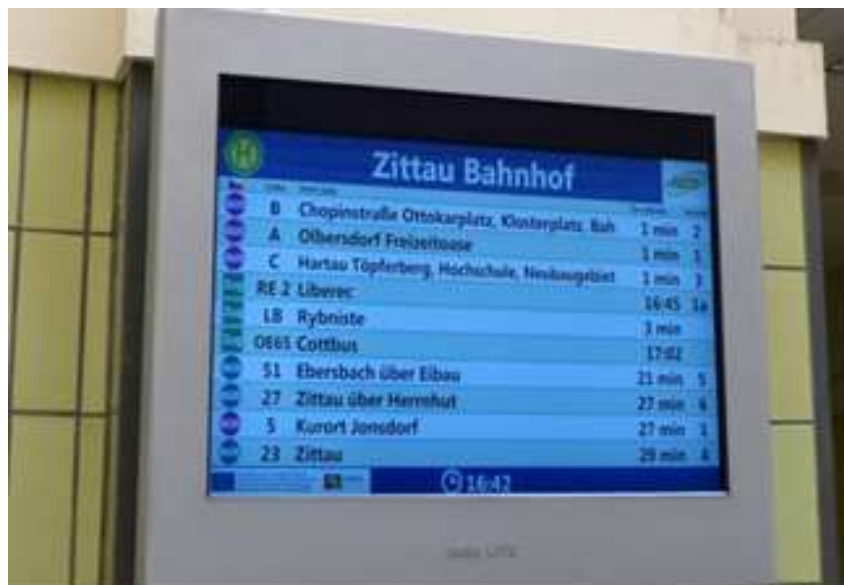 H Zittau Bahnhof
B Chopinstraße Ottokarplatz, Klosterplatz, Bah 1 min 2
A Olbersdorf Freizeitoase 1 min 1
C Hartau Töpferberg, Hochschule, Neubaugebiet 1 min 3
RE 2 Liberec 16:45 1a
L8 Rybniste 3 min
OE65 Cottbus 17:02
51 Ebersbach über Eibau 21 min 5
27 Zittau über Herrnhut 27 min 6
5 Kurort Jonsdorf 27 min 1
23 Zittau 29 min 4
16:42